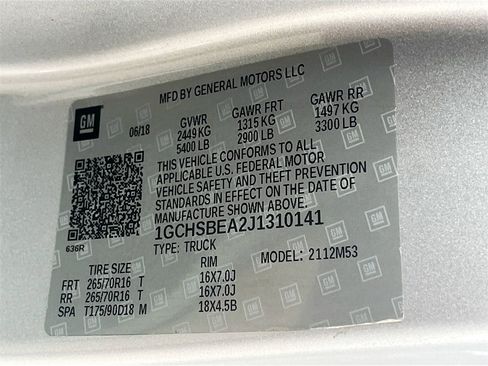 MFD BY GENERAL MOTORS LLC
GM
06/18
GVWR GAWR FRT GAWR RR
2449 KG 1315 KG 1497 KG
5400 LB 2900 LB 3300 LB
THIS VEHICLE CONFORMS TO ALL
APPLICABLE U.S. FEDERAL MOTOR
VEHICLE SAFETY AND THEFT PREVENTION
STANDARDS IN EFFECT ON THE DATE OF
MANUFACTURE SHOWN ABOVE.
1GCHSBEA2J1310141
636R
TYPE: TRUCK MODEL: 2112M53
TIRE SIZE RIM
FRT 265/70R16 T 16X7.0J
RR 265/70R16 T 16X7.0J
SPA T175/90D18 M 18X4.5B